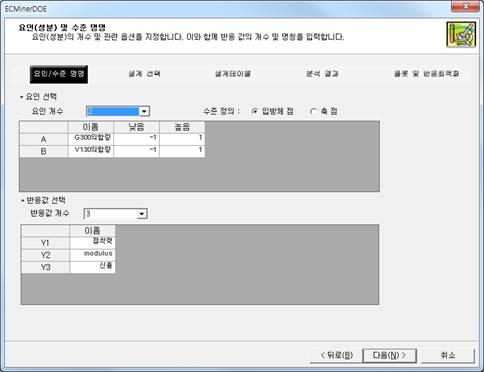 ECMinerDOE
요인(성분) 및 수준 명명
요인(성분)의 개수 및 관련 옵션을 지정합니다. 이와 함께 반응 값의 개수 및 명칭을 입력합니다.
요인/수준 명명 설계 선택 설계테이블 분석 결과 플롯 및 반응최적화
요인 선택
요인 개수 2 수준 정의 : 입방체 점 축 점
이름 낮음 높음
A G300의함량 -1 1
B V130의함량 -1 1
반응값 선택
반응값 개수 3
이름
Y1 접착력
Y2 modulus
Y3 신율
< 뒤로(B) 다음(N) > 취소